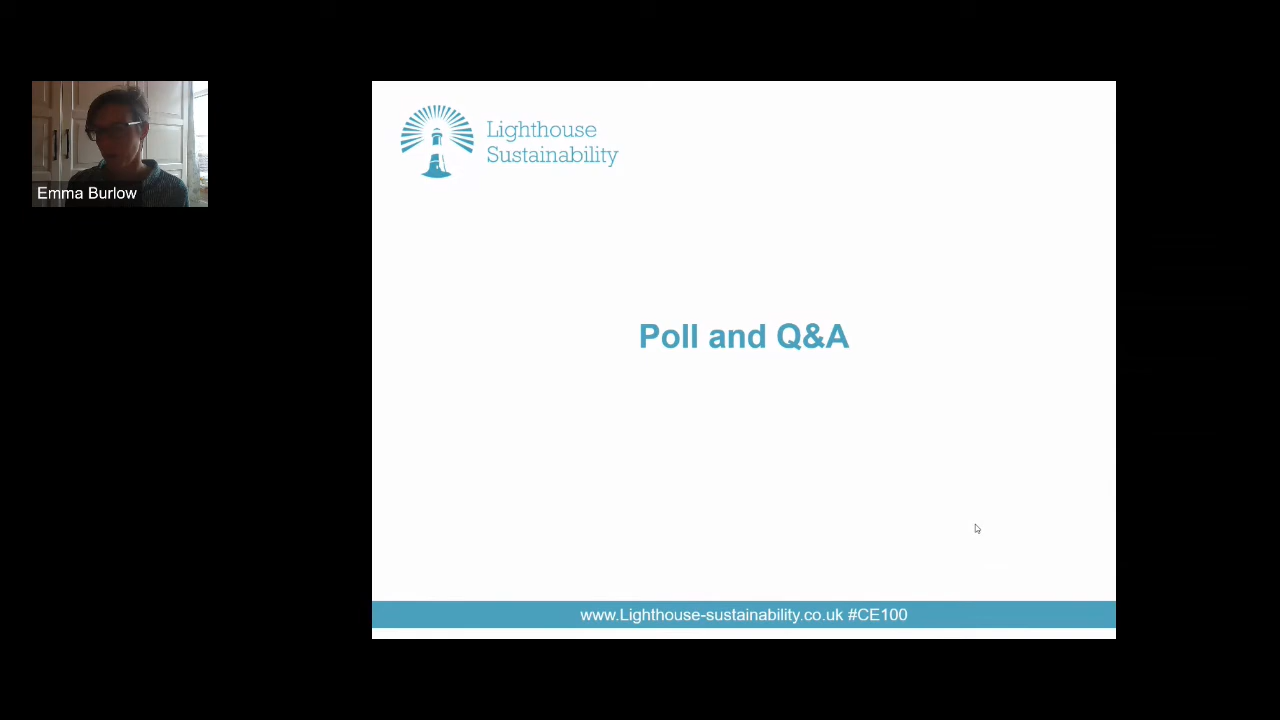 Emma Burlow
Lighthouse
Sustainability
Poll and Q&A
www.Lighthouse-sustainability.co.uk #CE100